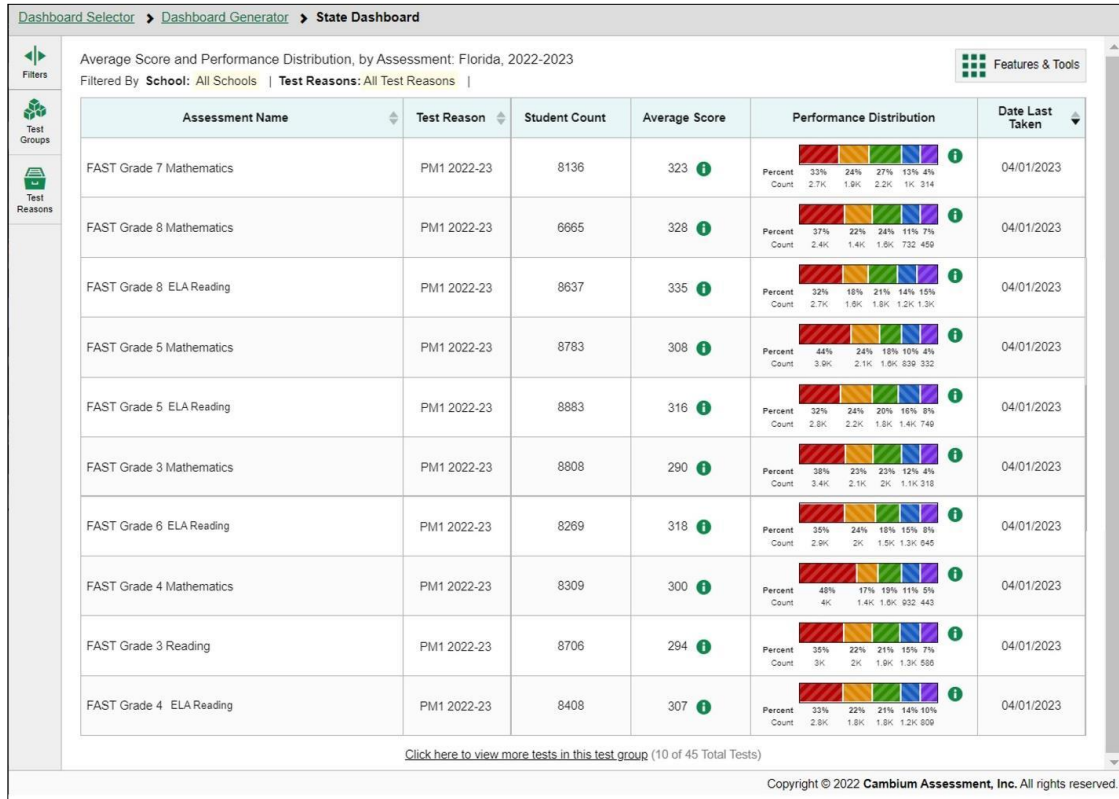 Dashboard Selector > Dashboard Generator > State Dashboard
Filters
Test
Groups
Test
Reasons
Average Score and Performance Distribution, by Assessment: Florida, 2022-2023
Filtered By School: All Schools | Test Reasons: All Test Reasons |
Features & Tools
Assessment Name Test Reason Student Count Average Score Performance Distribution Date Last Taken
FAST Grade 7 Mathematics PM1 2022-23 8136 323 04/01/2023
Percent 33% 24% 27% 13% 4%
Count 2.7K 1.9K 2.2K 1K 314
FAST Grade 8 Mathematics PM1 2022-23 6665 328 04/01/2023
Percent 37% 22% 24% 11% 7%
Count 2.4K 1.4K 1.6K 732 459
FAST Grade 8 ELA Reading PM1 2022-23 8637 335 04/01/2023
Percent 32% 18% 21% 14% 15%
Count 2.7K 1.6K 1.8K 1.2K 1.3K
FAST Grade 5 Mathematics PM1 2022-23 8783 308 04/01/2023
Percent 44% 24% 18% 10% 4%
Count 3.9K 2.1K 1.6K 839 332
FAST Grade 5 ELA Reading PM1 2022-23 8883 316 04/01/2023
Percent 32% 24% 20% 16% 8%
Count 2.8K 2.2K 1.8K 1.4K 749
FAST Grade 3 Mathematics PM1 2022-23 8808 290 04/01/2023
Percent 38% 23% 23% 12% 4%
Count 3.4K 2.1K 2K 1.1K 318
FAST Grade 6 ELA Reading PM1 2022-23 8269 318 04/01/2023
Percent 35% 24% 18% 15% 8%
Count 2.9K 2K 1.5K 1.3K 645
FAST Grade 4 Mathematics PM1 2022-23 8309 300 04/01/2023
Percent 48% 17% 19% 11% 5%
Count 4K 1.4K 1.6K 932 443
FAST Grade 3 Reading PM1 2022-23 8706 294 04/01/2023
Percent 35% 22% 21% 15% 7%
Count 3K 2K 1.9K 1.3K 586
FAST Grade 4 ELA Reading PM1 2022-23 8408 307 04/01/2023
Percent 33% 22% 21% 14% 10%
Count 2.8K 1.8K 1.8K 1.2K 809
Click here to view more tests in this test group (10 of 45 Total Tests)
Copyright © 2022 Cambium Assessment, Inc. All rights reserved.